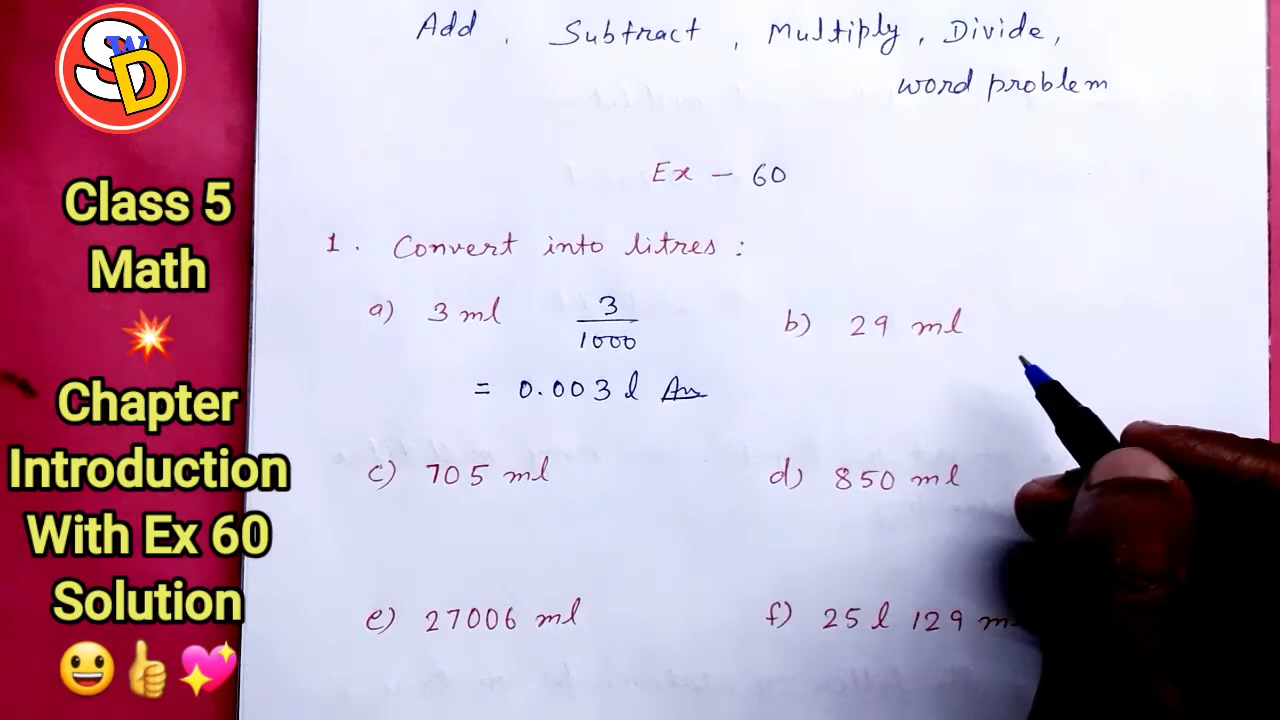 SWD
Class 5
Math
Chapter
Introduction
With Ex 60
Solution
Add, Subtract, Multiply, Divide,
word problem
Ex - 60
1. Convert into litres:
a) 3 ml 3/1000
= 0.003 l Ans
b) 29 ml
c) 705 ml
d) 850 ml
e) 27006 ml
f) 25 l 129 m